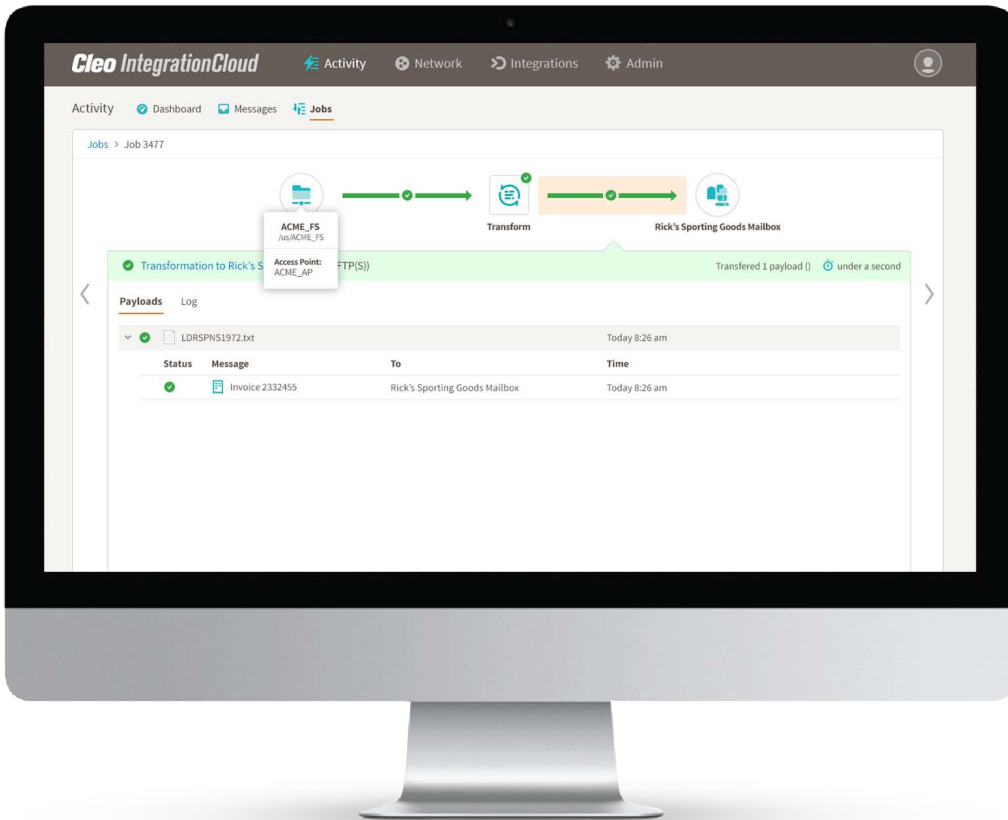 Cleo IntegrationCloud Activity Network Integrations Admin
Activity Dashboard Messages Jobs
Jobs > Job 3477
ACME_FS
/us/ACME_FS
Access Point:
ACME_AP
Transform
Rick's Sporting Goods Mailbox
Transformation to Rick's S FTP(S)) Transfered 1 payload () under a second
Payloads Log
LDRSPNS1972.txt Today 8:26 am
Status Message To Time
Invoice 2332455 Rick's Sporting Goods Mailbox Today 8:26 am